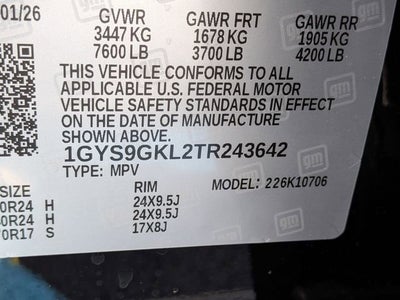 01/26 GVWR GAWR FRT GAWR RR
3447 KG 1678 KG 1905 KG
7600 LB 3700 LB 4200 LB
THIS VEHICLE CONFORMS TO ALL
APPLICABLE U.S. FEDERAL MOTOR
VEHICLE SAFETY STANDARDS IN EFFECT
ON THE DATE OF MANUFACTURE
SHOWN ABOVE.
1GYS9GKL2TR243642
TYPE: MPV MODEL: 226K10706
SIZE RIM
0R24 H 24X9.5J
0R24 H 24X9.5J
0R17 S 17X8J
gm